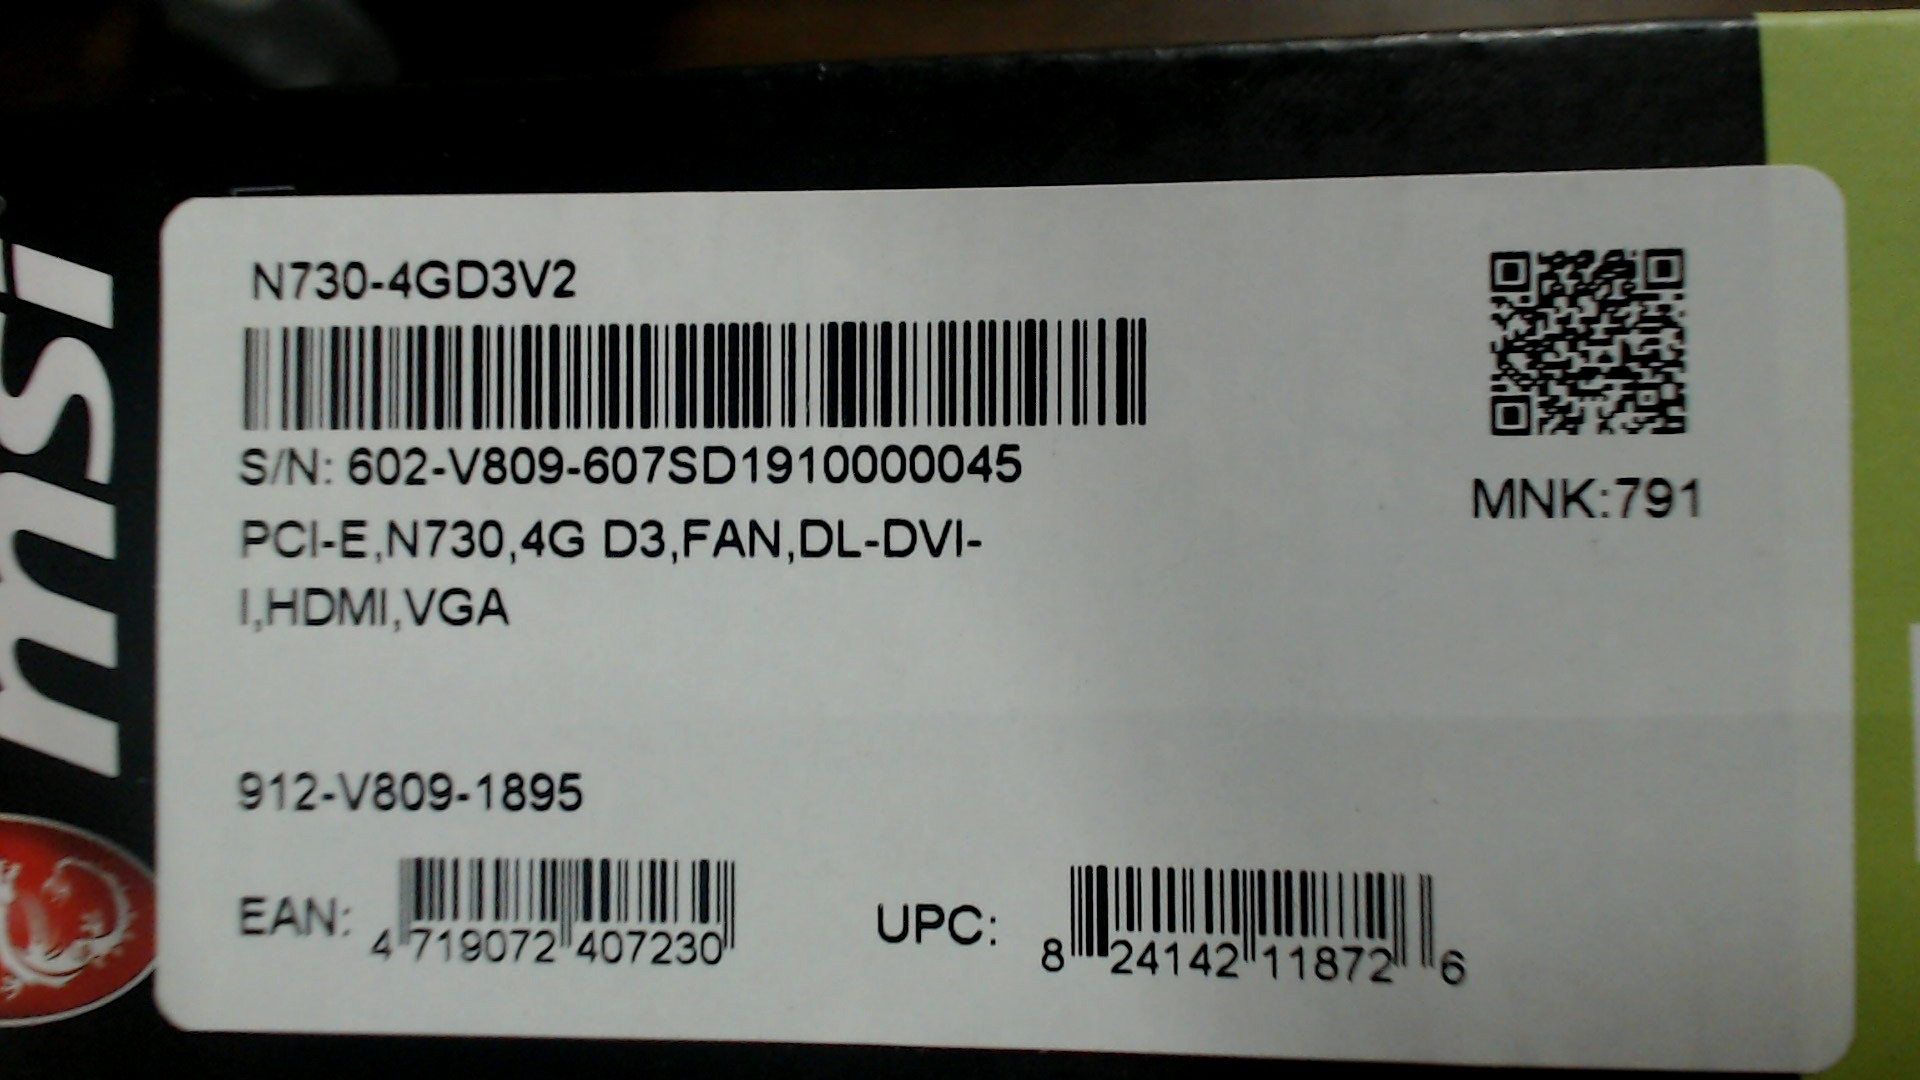 msi
N730-4GD3V2
S/N: 602-V809-607SD1910000045
MNK:791
PCI-E,N730,4G D3,FAN,DL-DVI-
I,HDMI,VGA
912-V809-1895
EAN: 4 719072 407230
UPC: 8 24142 11872 6